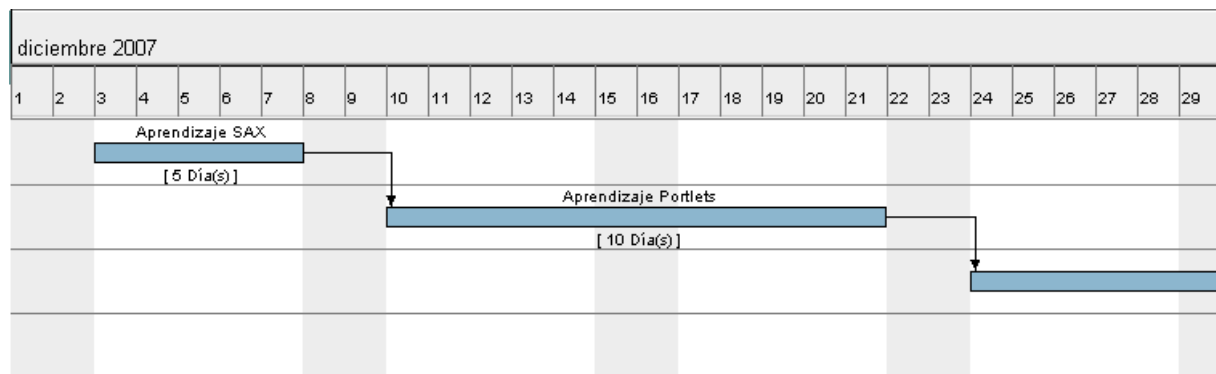 diciembre 2007
1 2 3 4 5 6 7 8 9 10 11 12 13 14 15 16 17 18 19 20 21 22 23 24 25 26 27 28 29
Aprendizaje SAX
[ 5 Día(s) ]
Aprendizaje Portlets
[ 10 Día(s) ]